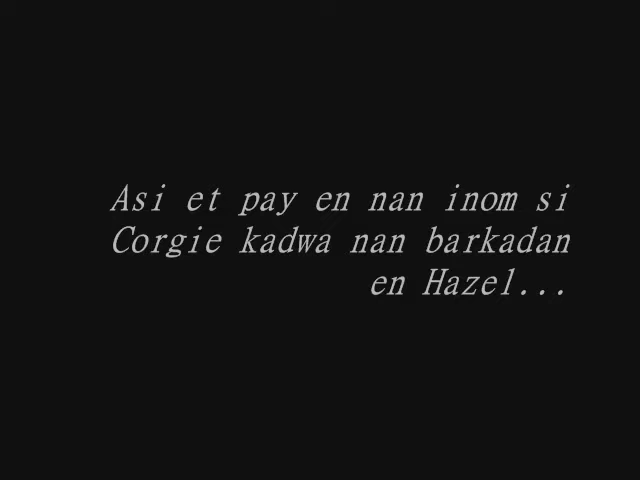 Asi et pay en nan inom si
Corgie kadwa nan barkadan
en Hazel...